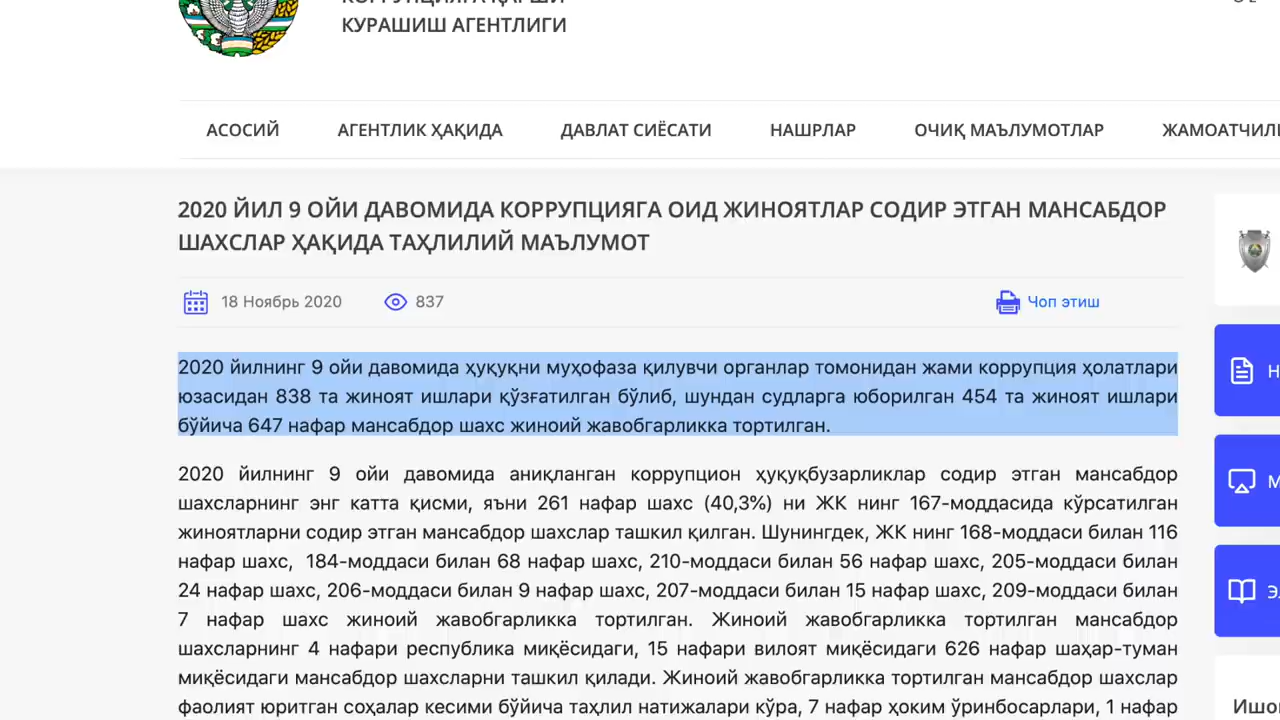 КУРАШИШ АГЕНТЛИГИ
АСОСИЙ АГЕНТЛИК ҲАҚИДА ДАВЛАТ СИЁСАТИ НАШРЛАР ОЧИҚ МАЪЛУМОТЛАР
2020 ЙИЛ 9 ОЙИ ДАВОМИДА КОРРУПЦИЯГА ОИД ЖИНОЯТЛАР СОДИР ЭТГАН МАНСАБДОР
ШАХСЛАР ҲАҚИДА ТАҲЛИЛИЙ МАЪЛУМОТ
18 Ноябрь 2020 837 Чоп этиш
2020 йилнинг 9 ойи давомида ҳуқуқни муҳофаза қилувчи органлар томонидан жами коррупция ҳолатлари
юзасидан 838 та жиноят ишлари қўзғатилган бўлиб, шундан судларга юборилган 454 та жиноят ишлари
бўйича 647 нафар мансабдор шахс жиноий жавобгарликка тортилган.
2020 йилнинг 9 ойи давомида аниқланган коррупцион ҳуқуқбузарликлар содир этган мансабдор
шахсларнинг энг катта қисми, яъни 261 нафар шахс (40,3%) ни ЖК нинг 167-моддасида кўрсатилган
жиноятларни содир этган мансабдор шахслар ташкил қилган. Шунингдек, ЖК нинг 168-моддаси билан 116
нафар шахс, 184-моддаси билан 68 нафар шахс, 210-моддаси билан 56 нафар шахс, 205-моддаси билан
24 нафар шахс, 206-моддаси билан 9 нафар шахс, 207-моддаси билан 15 нафар шахс, 209-моддаси билан
7 нафар шахс жиноий жавобгарликка тортилган. Жиноий жавобгарликка тортилган мансабдор
шахсларнинг 4 нафари республика миқёсидаги, 15 нафари вилоят миқёсидаги 626 нафар шаҳар-туман
миқёсидаги мансабдор шахсларни ташкил қилади. Жиноий жавобгарликка тортилган мансабдор шахслар
фаолият юритган соҳалар кесими бўйича таҳлил натижалари кўра, 7 нафар ҳоким ўринбосарлари, 1 нафар